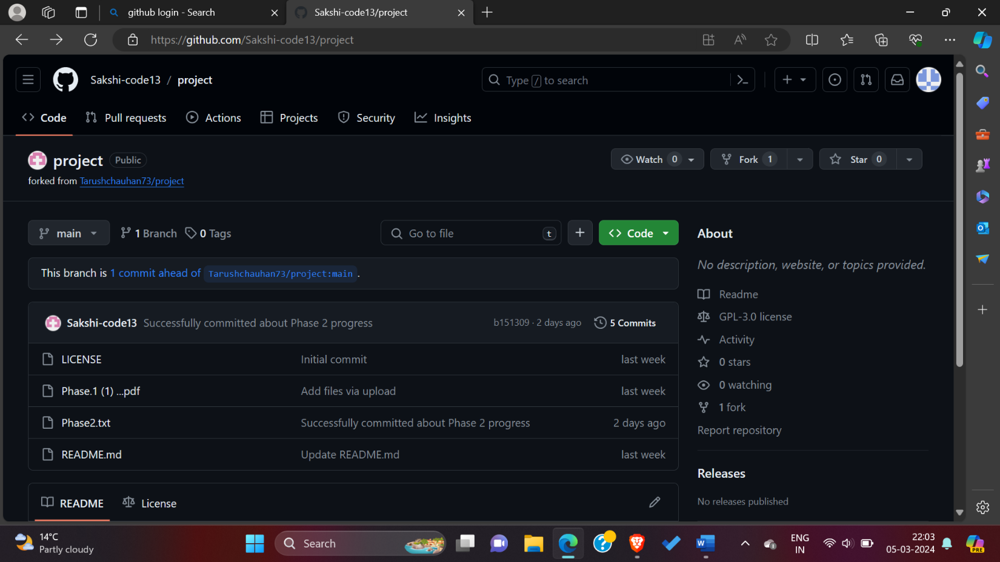 github login - Search
Sakshi-code13/project
https://github.com/Sakshi-code13/project
Sakshi-code13 / project
Type / to search
Code
Pull requests
Actions
Projects
Security
Insights
project Public
Watch 0
Fork 1
Star 0
forked from Tarushchauhan73/project
main
1 Branch
0 Tags
Go to file t
Code
This branch is 1 commit ahead of Tarushchauhan73/project:main .
Sakshi-code13 Successfully committed about Phase 2 progress b151309 · 2 days ago 5 Commits
LICENSE Initial commit last week
Phase.1 (1) ...pdf Add files via upload last week
Phase2.txt Successfully committed about Phase 2 progress 2 days ago
README.md Update README.md last week
README
License
About
No description, website, or topics provided.
Readme
GPL-3.0 license
Activity
0 stars
0 watching
1 fork
Report repository
Releases
No releases published
14°C
Partly cloudy
Search
ENG
IN
22:03
05-03-2024
PRE